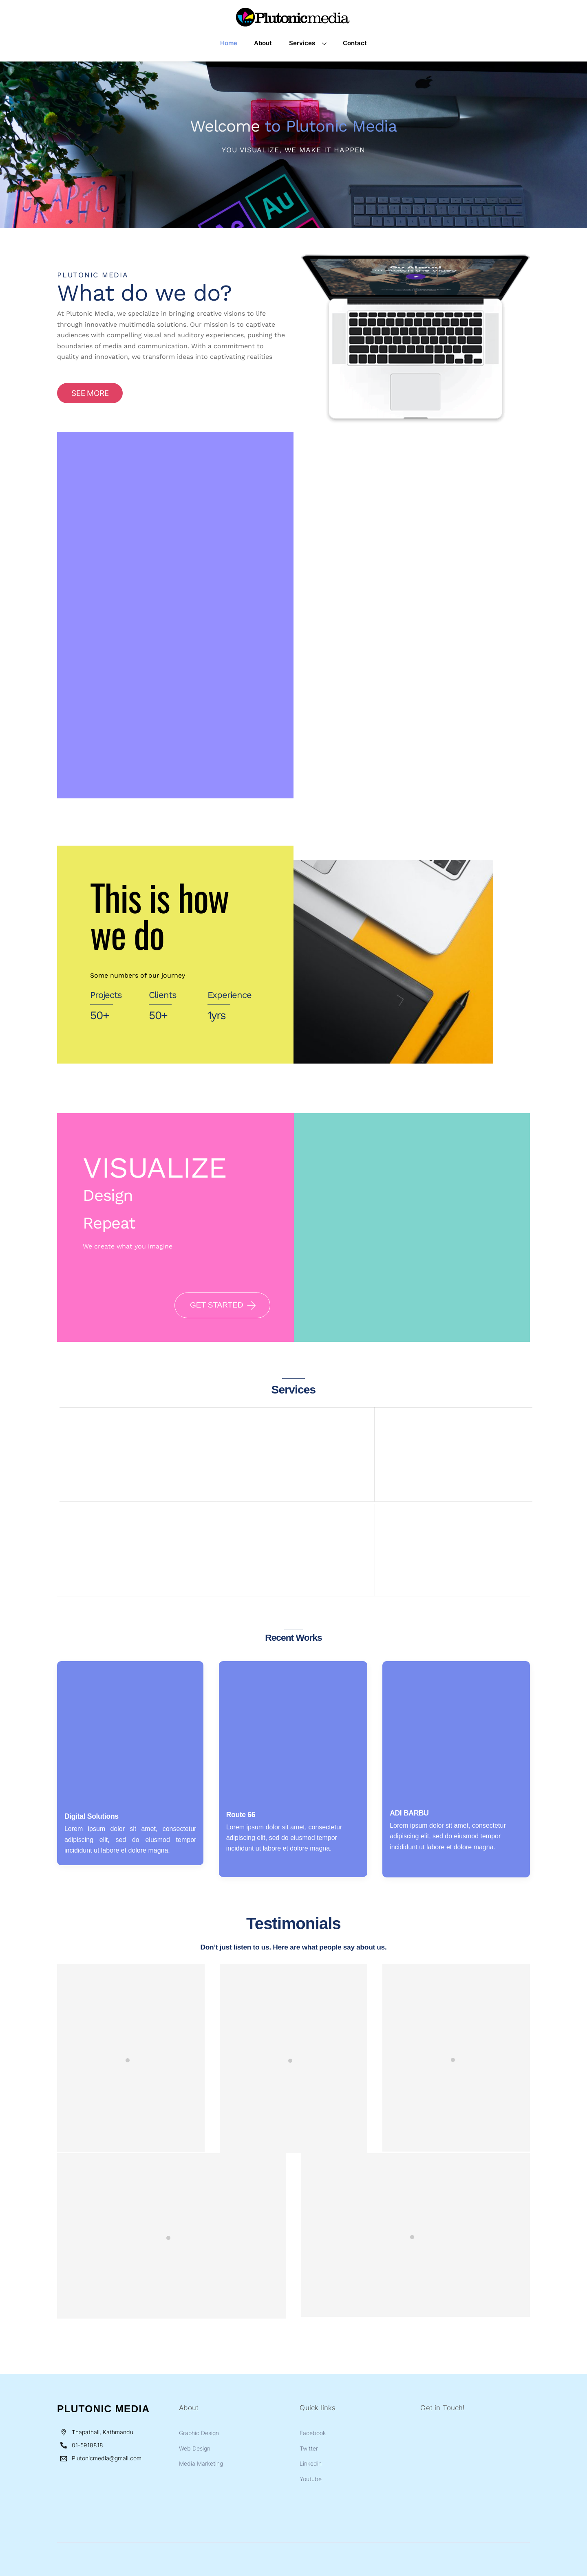 Plutonicmedia
Home
About
Services
Contact
Welcome to Plutonic Media
YOU VISUALIZE, WE MAKE IT HAPPEN
GRAPHIC
Ae
Au
PLUTONIC MEDIA
What do we do?
At Plutonic Media, we specialize in bringing creative visions to life
through innovative multimedia solutions. Our mission is to captivate
audiences with compelling visual and auditory experiences, pushing the
boundaries of media and communication. With a commitment to
quality and innovation, we transform ideas into captivating realities
SEE MORE
Go Ahead
This is how
we do
Some numbers of our journey
Projects
Clients
Experience
50+
50+
1yrs
VISUALIZE
Design
Repeat
We create what you imagine
GET STARTED
Services
Recent Works
Digital Solutions
Lorem ipsum dolor sit amet, consectetur
adipiscing elit, sed do eiusmod tempor
incididunt ut labore et dolore magna.
Route 66
Lorem ipsum dolor sit amet, consectetur
adipiscing elit, sed do eiusmod tempor
incididunt ut labore et dolore magna.
ADI BARBU
Lorem ipsum dolor sit amet, consectetur
adipiscing elit, sed do eiusmod tempor
incididunt ut labore et dolore magna.
Testimonials
Don't just listen to us. Here are what people say about us.
PLUTONIC MEDIA
Thapathali, Kathmandu
01-5918818
Plutonicmedia@gmail.com
About
Graphic Design
Web Design
Media Marketing
Quick links
Facebook
Twitter
Linkedin
Youtube
Get in Touch!